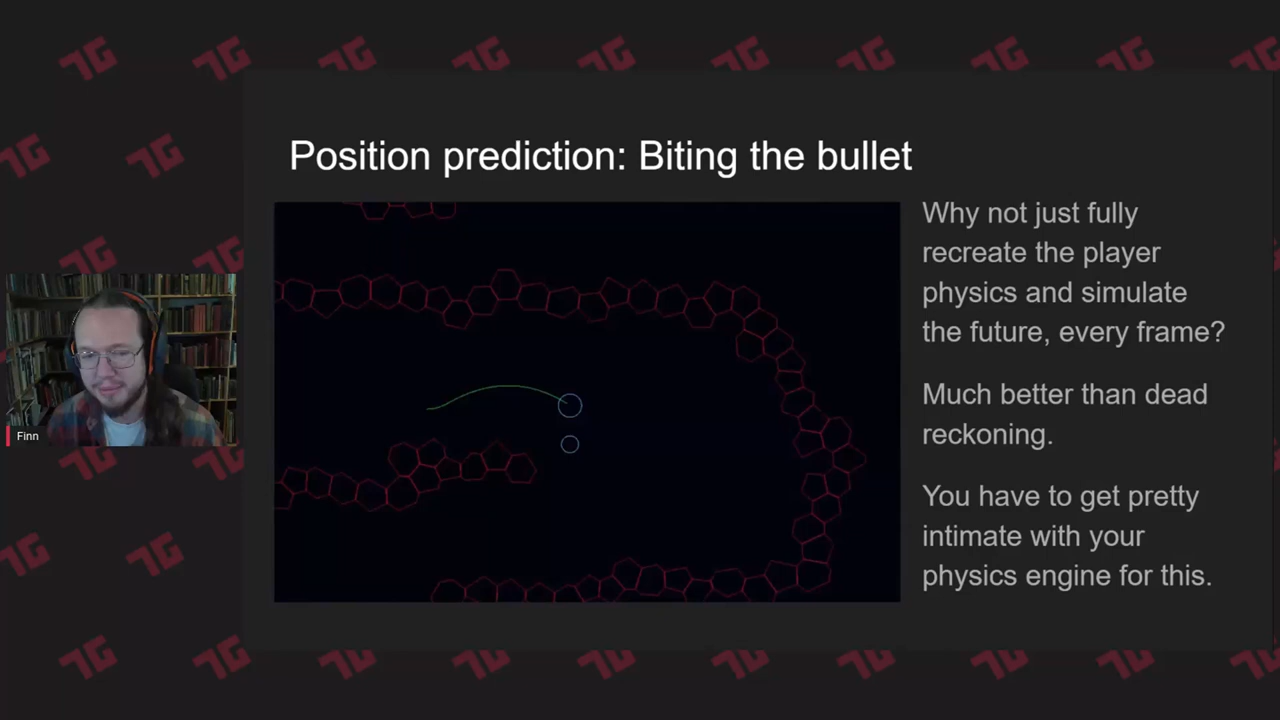 Position prediction: Biting the bullet
Why not just fully
recreate the player
physics and simulate
the future, every frame?
Much better than dead
reckoning.
You have to get pretty
intimate with your
physics engine for this.
Finn